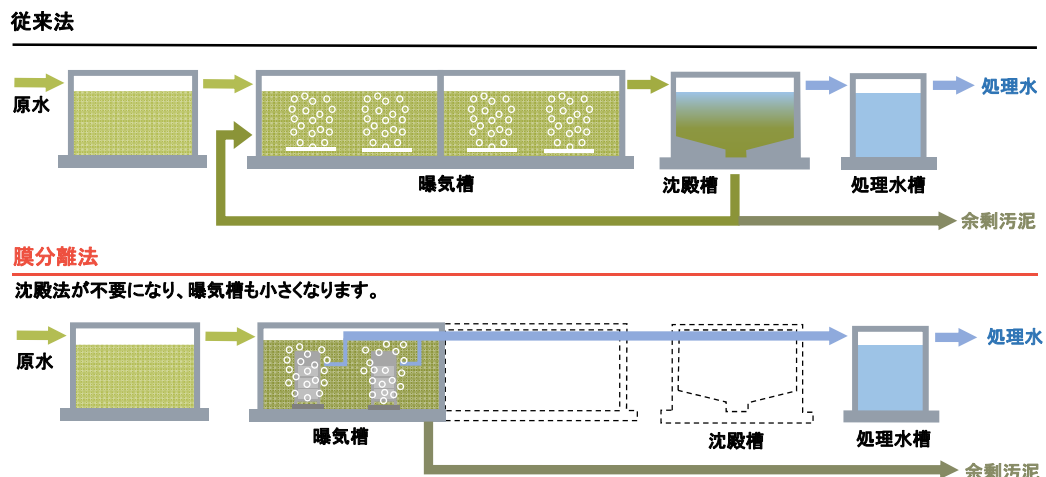 従来法
原水
処理水
曝気槽
沈殿槽
処理水槽
余剰汚泥
膜分離法
沈殿法が不要になり、曝気槽も小さくなります。
原水
処理水
曝気槽
沈殿槽
処理水槽
余剰汚泥